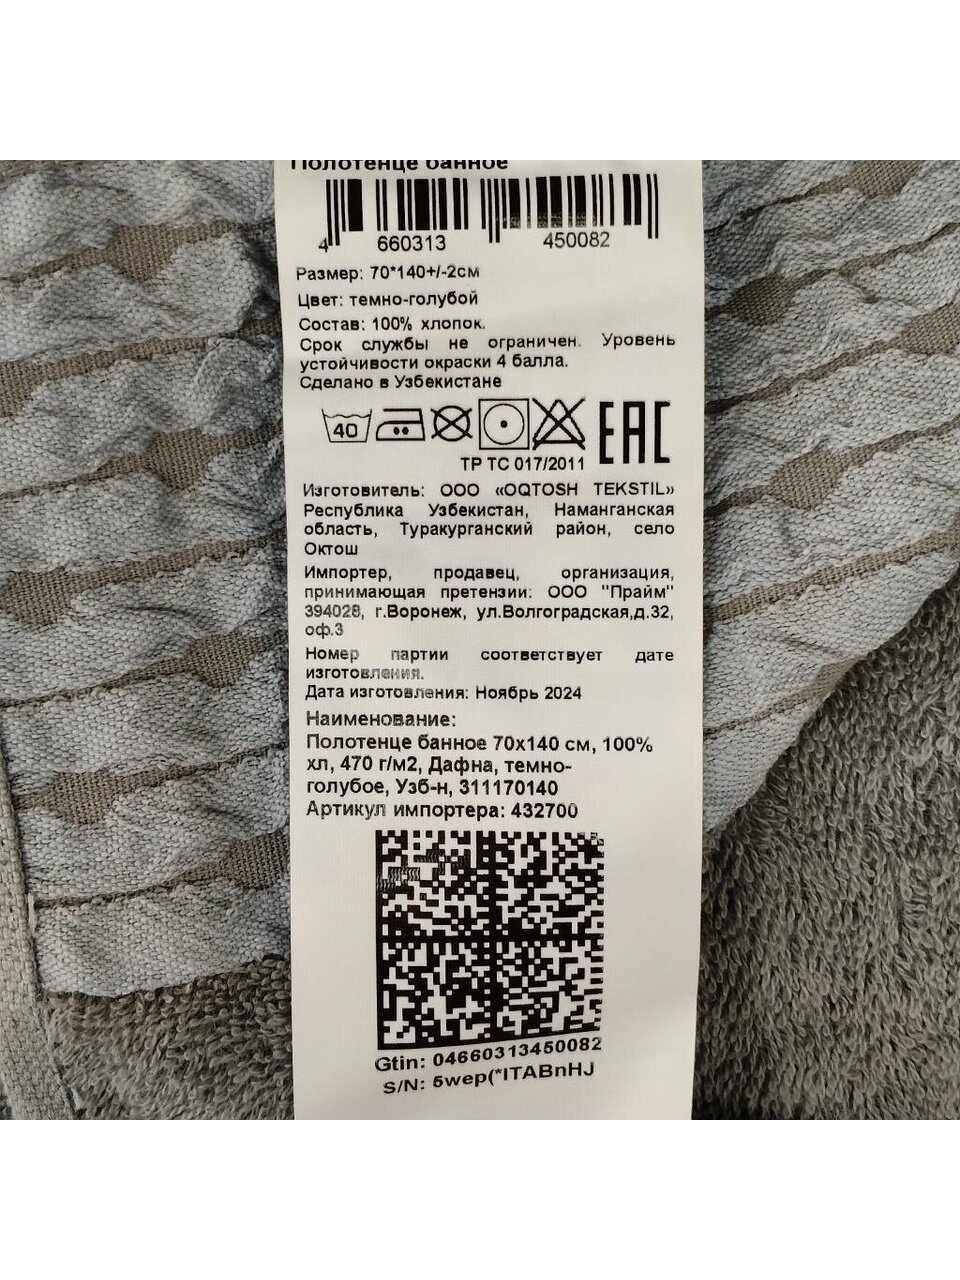 Полотенце банное
4 660313 450082
Размер: 70*140+/-2см
Цвет: темно-голубой
Состав: 100% хлопок.
Срок службы не ограничен. Уровень
устойчивости окраски 4 балла.
Сделано в Узбекистане
40
EAC
ТР ТС 017/2011
Изготовитель: ООО «OQTOSH TEKSTIL»
Республика Узбекистан, Наманганская
область, Туракурганский район, село
Октош
Импортер, продавец, организация,
принимающая претензии: ООО "Прайм"
394028, г.Воронеж, ул.Волгоградская,д.32,
оф.3
Номер партии соответствует дате
изготовления.
Дата изготовления: Ноябрь 2024
Наименование:
Полотенце банное 70х140 см, 100%
хл, 470 г/м2, Дафна, темно-
голубое, Узб-н, 311170140
Артикул импортера: 432700
Gtin: 04660313450082
S/N: 5wep(*ITABnHJ